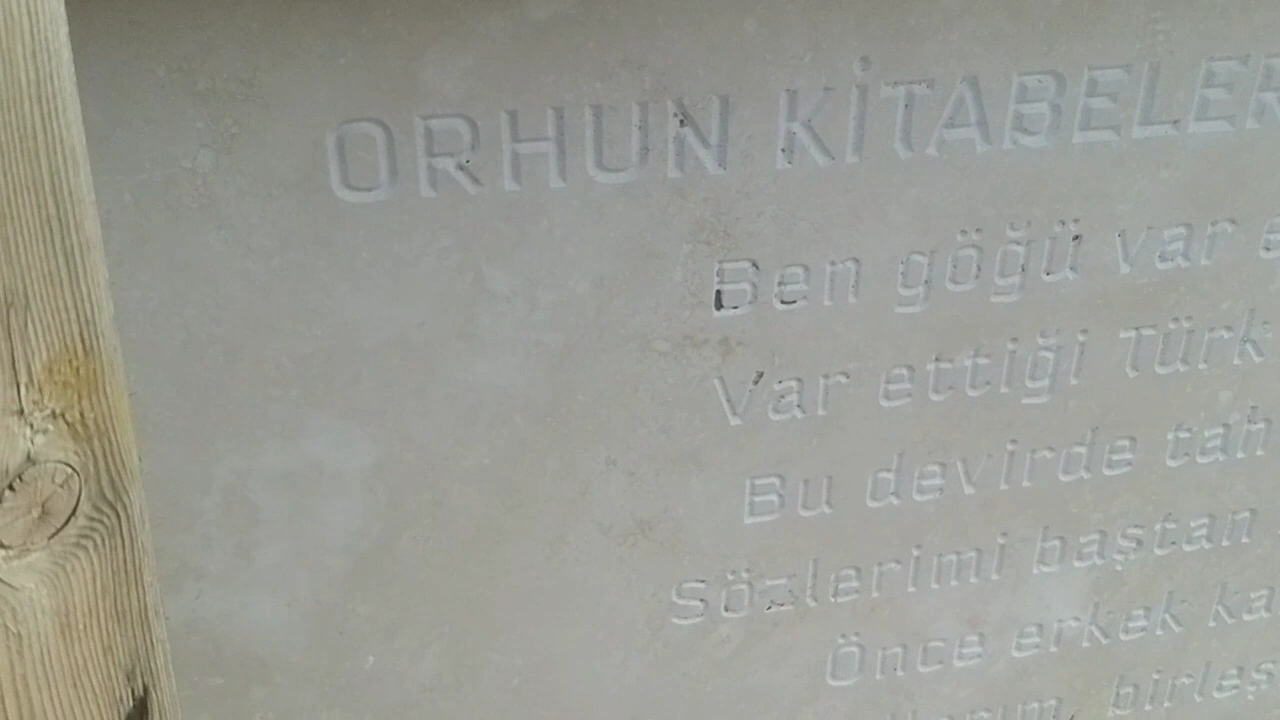 ORHUN KİTABELER
Ben göğü var
Var ettiği Türk
Bu devirde tah
Sözlerimi baştan
Önce erkek ka
birleş